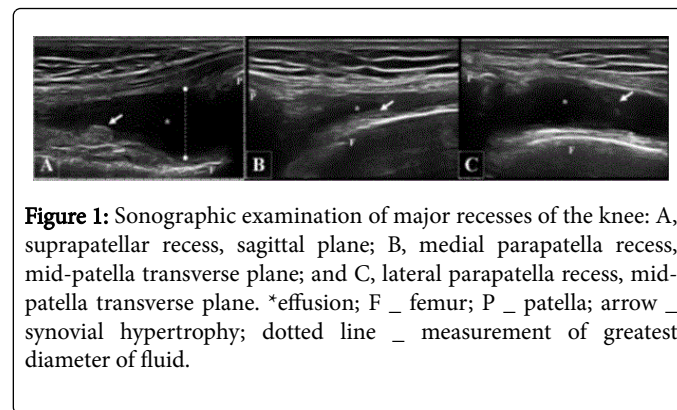 P
A
F
P
B
F
P
C
F
Figure 1: Sonographic examination of major recesses of the knee: A,
suprapatellar recess, sagittal plane; B, medial parapatella recess,
mid-patella transverse plane; and C, lateral parapatella recess, mid-
patella transverse plane. *effusion; F _ femur; P _ patella; arrow _
synovial hypertrophy; dotted line _ measurement of greatest
diameter of fluid.